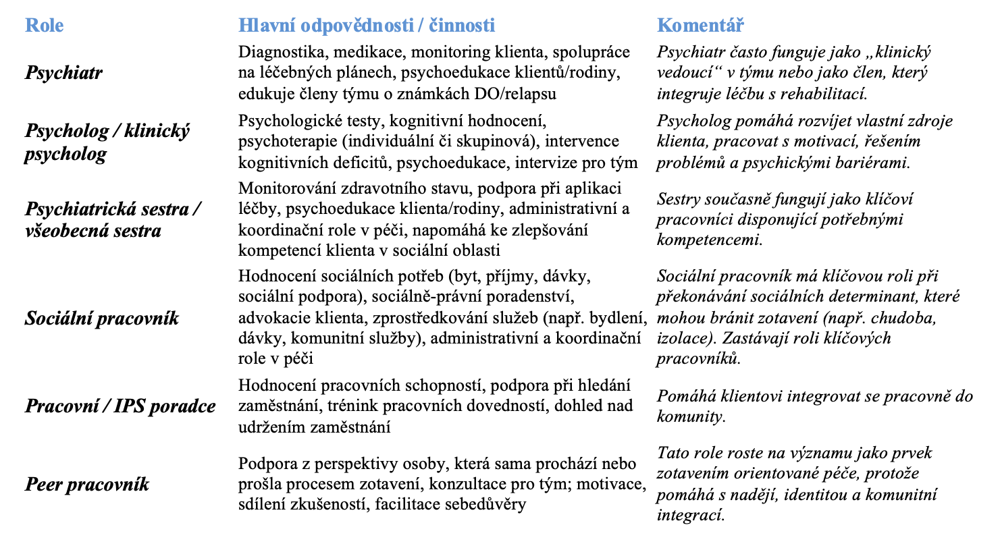 Role
Hlavní odpovědnosti / činnosti
Komentář
Psychiatr
Diagnostika, medikace, monitoring klienta, spolupráce
na léčebných plánech, psychoedukace klientů/rodiny,
edukuje členy týmu o známkách DO/relapsu
Psychiatr často funguje jako „klinický
vedoucí“ v týmu nebo jako člen, který
integruje léčbu s rehabilitací.
Psycholog / klinický
psycholog
Psychologické testy, kognitivní hodnocení,
psychoterapie (individuální či skupinová), intervence
kognitivních deficitů, psychoedukace, intervize pro tým
Psycholog pomáhá rozvíjet vlastní zdroje
klienta, pracovat s motivací, řešením
problémů a psychickými bariérami.
Psychiatrická sestra /
všeobecná sestra
Monitorování zdravotního stavu, podpora při aplikaci
léčby, psychoedukace klienta/rodiny, administrativní a
koordinační role v péči, napomáhá ke zlepšování
kompetencí klienta v sociální oblasti
Sestry současně fungují jako klíčoví
pracovníci disponující potřebnými
kompetencemi.
Sociální pracovník
Hodnocení sociálních potřeb (byt, příjmy, dávky,
sociální podpora), sociálně-právní poradenství,
advokacie klienta, zprostředkování služeb (např. bydlení,
dávky, komunitní služby), administrativní a koordinační
role v péči
Sociální pracovník má klíčovou roli při
překonávání sociálních determinant, které
mohou bránit zotavení (např. chudoba,
izolace). Zastávají roli klíčových
pracovníků.
Pracovní / IPS poradce
Hodnocení pracovních schopností, podpora při hledání
zaměstnání, trénink pracovních dovedností, dohled nad
udržením zaměstnání
Pomáhá klientovi integrovat se pracovně do
komunity.
Peer pracovník
Podpora z perspektivy osoby, která sama prochází nebo
prošla procesem zotavení, konzultace pro tým; motivace,
sdílení zkušeností, facilitace sebedůvěry
Tato role roste na významu jako prvek
zotavením orientované péče, protože
pomáhá s nadějí, identitou a komunitní
integrací.